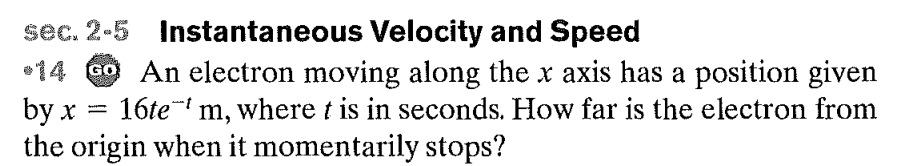 sec. 2-5 Instantaneous Velocity and Speed
•14 GO An electron moving along the x axis has a position given
by x = 16te⁻ᵗ m, where t is in seconds. How far is the electron from
the origin when it momentarily stops?